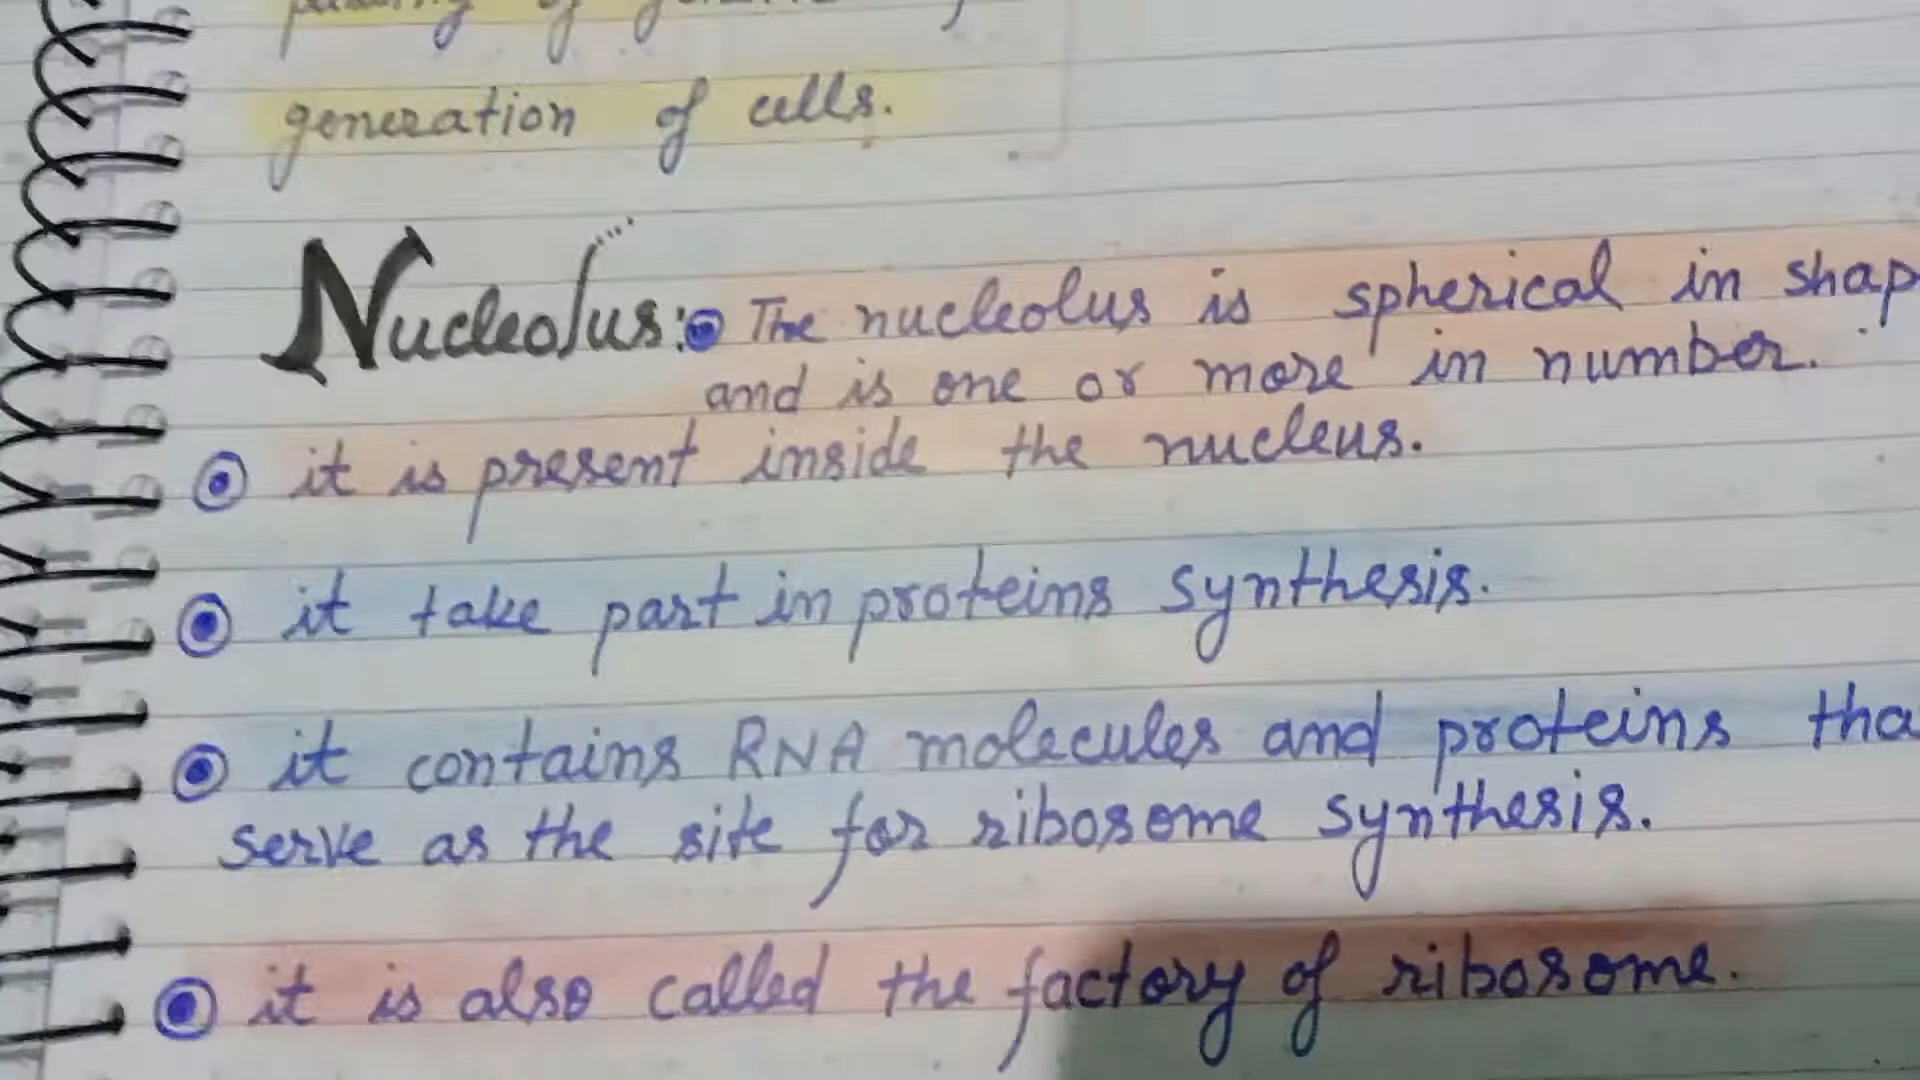 of
generation of cells.
Nucleolus: The nucleolus is spherical in shap
and is one or more in number.
it is present inside the nucleus.
it take part in proteins synthesis.
it contains RNA molecules and proteins tha
serve as the site for ribosome synthesis.
it is also called the factory of ribosome.